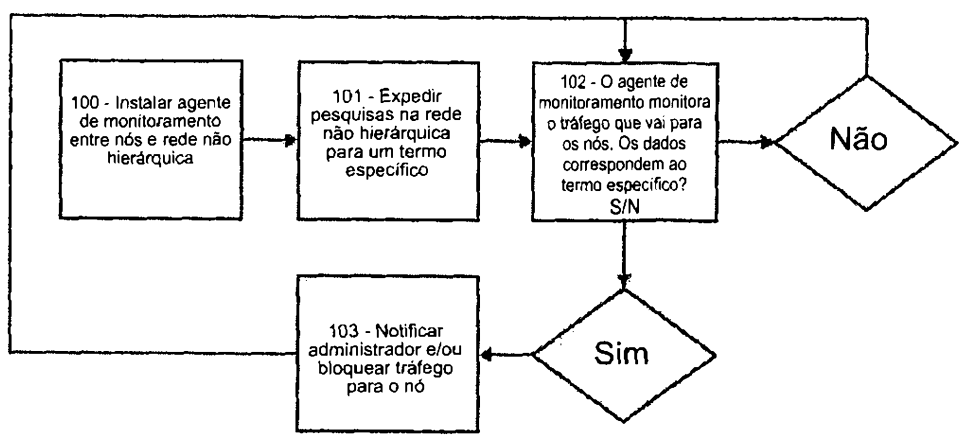 100 - Instalar agente
de monitoramento
entre nós e rede não
hierárquica
101 - Expedir
pesquisas na rede
não hierárquica
para um termo
específico
102 - O agente de
monitoramento monitora
o tráfego que vai para
os nós. Os dados
correspondem ao
termo específico?
S/N
Não
103 - Notificar
administrador e/ou
bloquear tráfego
para o nó
Sim